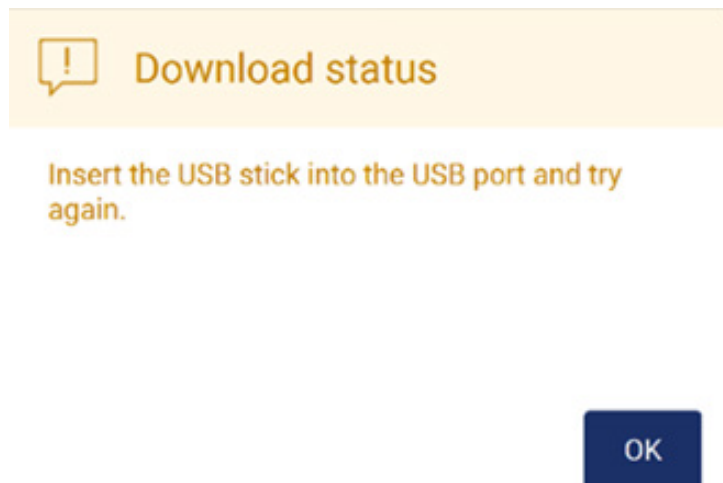 Download status
Insert the USB stick into the USB port and try
again.
OK